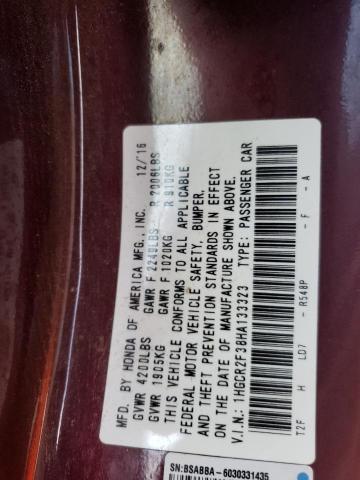 MFD. BY HONDA OF AMERICA MFG., INC. 12/16
GVWR 4200LBS GAWR F 2249LBS R 2006LBS
GVWR 1905KG GAWR F 1020KG R 910KG
THIS VEHICLE CONFORMS TO ALL APPLICABLE
FEDERAL MOTOR VEHICLE SAFETY, BUMPER,
AND THEFT PREVENTION STANDARDS IN EFFECT
ON THE DATE OF MANUFACTURE SHOWN ABOVE.
V.I.N.: 1HGCR2F38HA133323 TYPE: PASSENGER CAR
T2F H LD7 - R548P - F - A
SN:BSABBA-6030331435